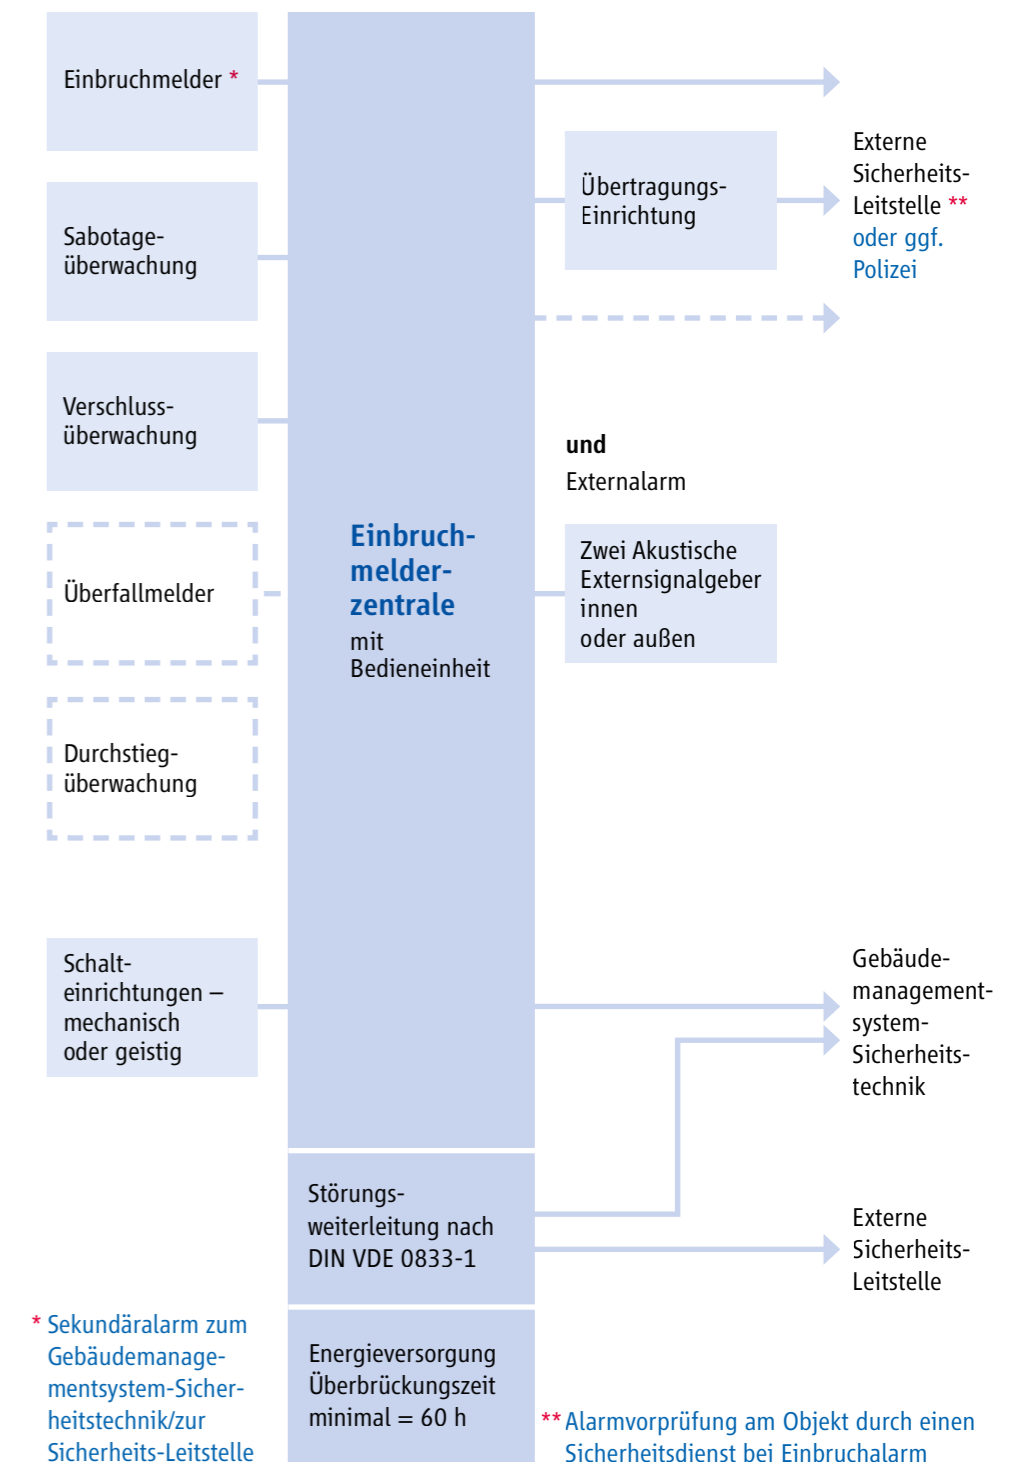 Einbruchmelder *
Sabotage-
überwachung
Verschluss-
überwachung
Überfallmelder
Durchstieg-
überwachung
Schalt-
einrichtungen –
mechanisch
oder geistig
Einbruch-
melder-
zentrale
mit
Bedieneinheit
Störungs-
weiterleitung nach
DIN VDE 0833-1
Energieversorgung
Überbrückungszeit
minimal = 60 h
Übertragungs-
Einrichtung
und
Externalarm
Zwei Akustische
Externsignalgeber
innen
oder außen
Externe
Sicherheits-
Leitstelle **
oder ggf.
Polizei
Gebäude-
management-
system-
Sicherheits-
technik
Externe
Sicherheits-
Leitstelle
* Sekundäralarm zum
Gebäudemanage-
mentsystem-Sicher-
heitstechnik/zur
Sicherheits-Leitstelle
** Alarmvorprüfung am Objekt durch einen
Sicherheitsdienst bei Einbruchalarm